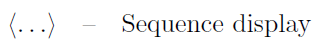 ⟨...⟩ – Sequence display